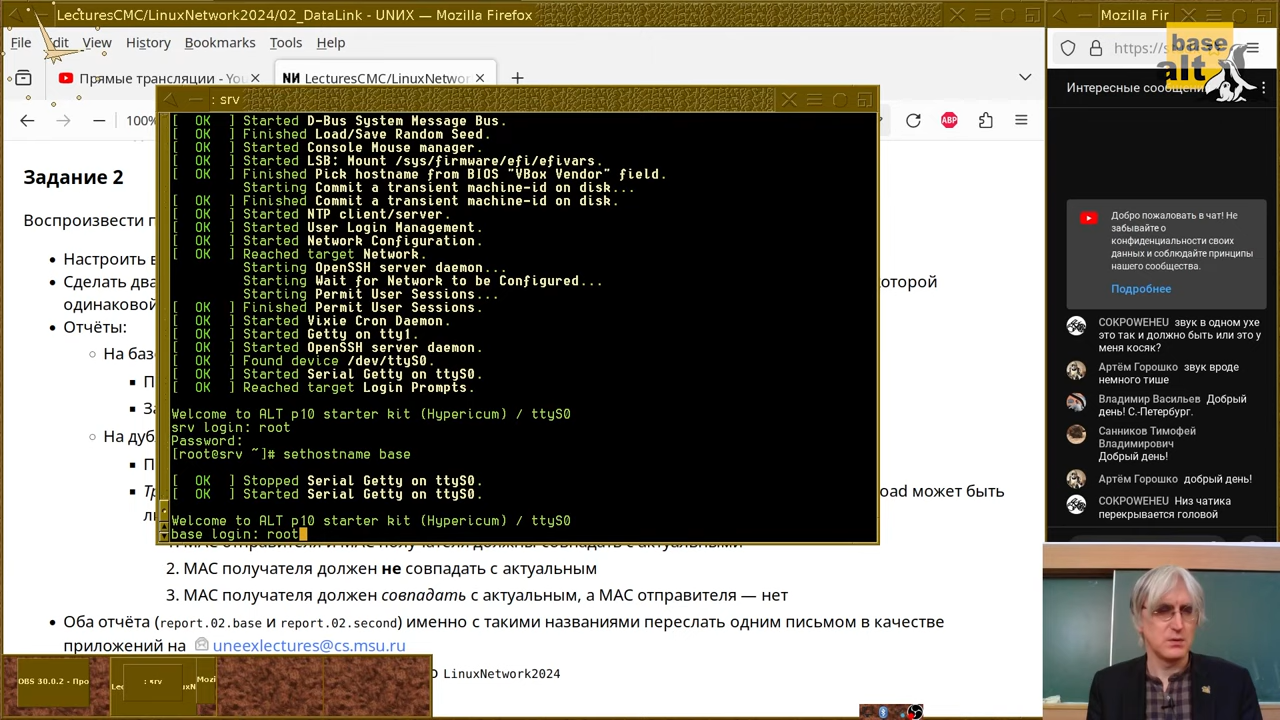 LecturesCMC/LinuxNetwork2024/02_DataLink - UNИX — Mozilla Firefox
File Edit View History Bookmarks Tools Help
Прямые трансляции - You
LecturesCMC/LinuxNetwor
100%
ABP
Задание 2
Воспроизвести п
Настроить в
Сделать два
которой
одинаковой
Отчёты:
На базе
П
За
На дубл
П
oad может быть
2. MAC получателя должен не совпадать с актуальным
3. MAC получателя должен совпадать с актуальным, а MAC отправителя — нет
Оба отчёта (report.02.base и report.02.second) именно с такими названиями переслать одним письмом в качестве
приложений на uneexlectures@cs.msu.ru
LinuxNetwork2024
: srv
[ OK ] Started D-Bus System Message Bus.
[ OK ] Finished Load/Save Random Seed.
[ OK ] Started Console Mouse manager.
[ OK ] Started LSB: Mount /sys/firmware/efi/efivars.
[ OK ] Finished Pick hostname from BIOS "VBox Vendor" field.
Starting Commit a transient machine-id on disk...
[ OK ] Finished Commit a transient machine-id on disk.
[ OK ] Started NTP client/server.
[ OK ] Started User Login Management.
[ OK ] Started Network Configuration.
[ OK ] Reached target Network.
Starting OpenSSH server daemon...
Starting Wait for Network to be Configured...
Starting Permit User Sessions...
[ OK ] Finished Permit User Sessions.
[ OK ] Started Vixie Cron Daemon.
[ OK ] Started Getty on tty1.
[ OK ] Started OpenSSH server daemon.
[ OK ] Found device /dev/ttyS0.
[ OK ] Started Serial Getty on ttyS0.
[ OK ] Reached target Login Prompts.
Welcome to ALT p10 starter kit (Hypericum) / ttyS0
srv login: root
Password:
[root@srv ~]# sethostname base
[ OK ] Stopped Serial Getty on ttyS0.
[ OK ] Started Serial Getty on ttyS0.
Welcome to ALT p10 starter kit (Hypericum) / ttyS0
base login: root
Mozilla Fir
https://s
base
alt
Интересные сообщени
Добро пожаловать в чат! Не
забывайте о
конфиденциальности своих
данных и соблюдайте принципы
нашего сообщества.
Подробнее
COKPOWEHEU звук в одном ухе
это так и должно быть или это у
меня косяк?
Артём Горошко звук вроде
немного тише
Владимир Васильев Добрый
день! С.-Петербург.
Санников Тимофей
Владимирович
Добрый день!
Артём Горошко добрый день!
COKPOWEHEU Низ чатика
перекрывается головой
OBS 30.0.2 - Про
: srv
Mozi